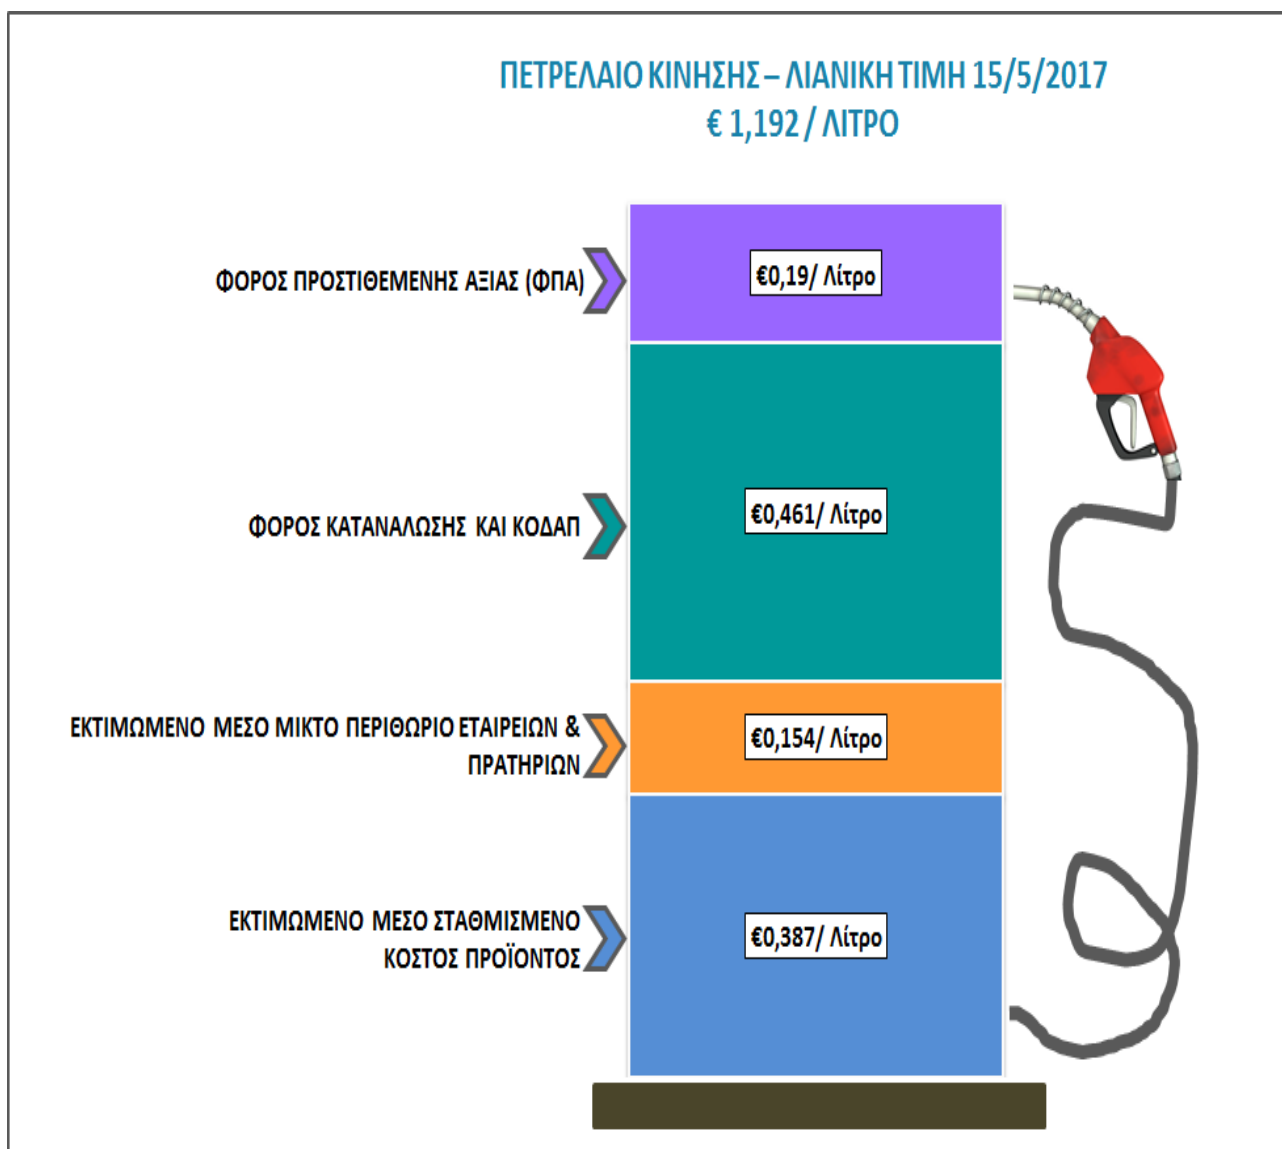 ΠΕΤΡΕΛΑΙΟ ΚΙΝΗΣΗΣ – ΛΙΑΝΙΚΗ ΤΙΜΗ 15/5/2017
€ 1,192 / ΛΙΤΡΟ
ΦΟΡΟΣ ΠΡΟΣΤΙΘΕΜΕΝΗΣ ΑΞΙΑΣ (ΦΠΑ)
€0,19/ Λίτρο
ΦΟΡΟΣ ΚΑΤΑΝΑΛΩΣΗΣ ΚΑΙ ΚΟΔΑΠ
€0,461/ Λίτρο
ΕΚΤΙΜΩΜΕΝΟ ΜΕΣΟ ΜΙΚΤΟ ΠΕΡΙΘΩΡΙΟ ΕΤΑΙΡΕΙΩΝ &
ΠΡΑΤΗΡΙΩΝ
€0,154/ Λίτρο
ΕΚΤΙΜΩΜΕΝΟ ΜΕΣΟ ΣΤΑΘΜΙΣΜΕΝΟ
ΚΟΣΤΟΣ ΠΡΟΪΟΝΤΟΣ
€0,387/ Λίτρο